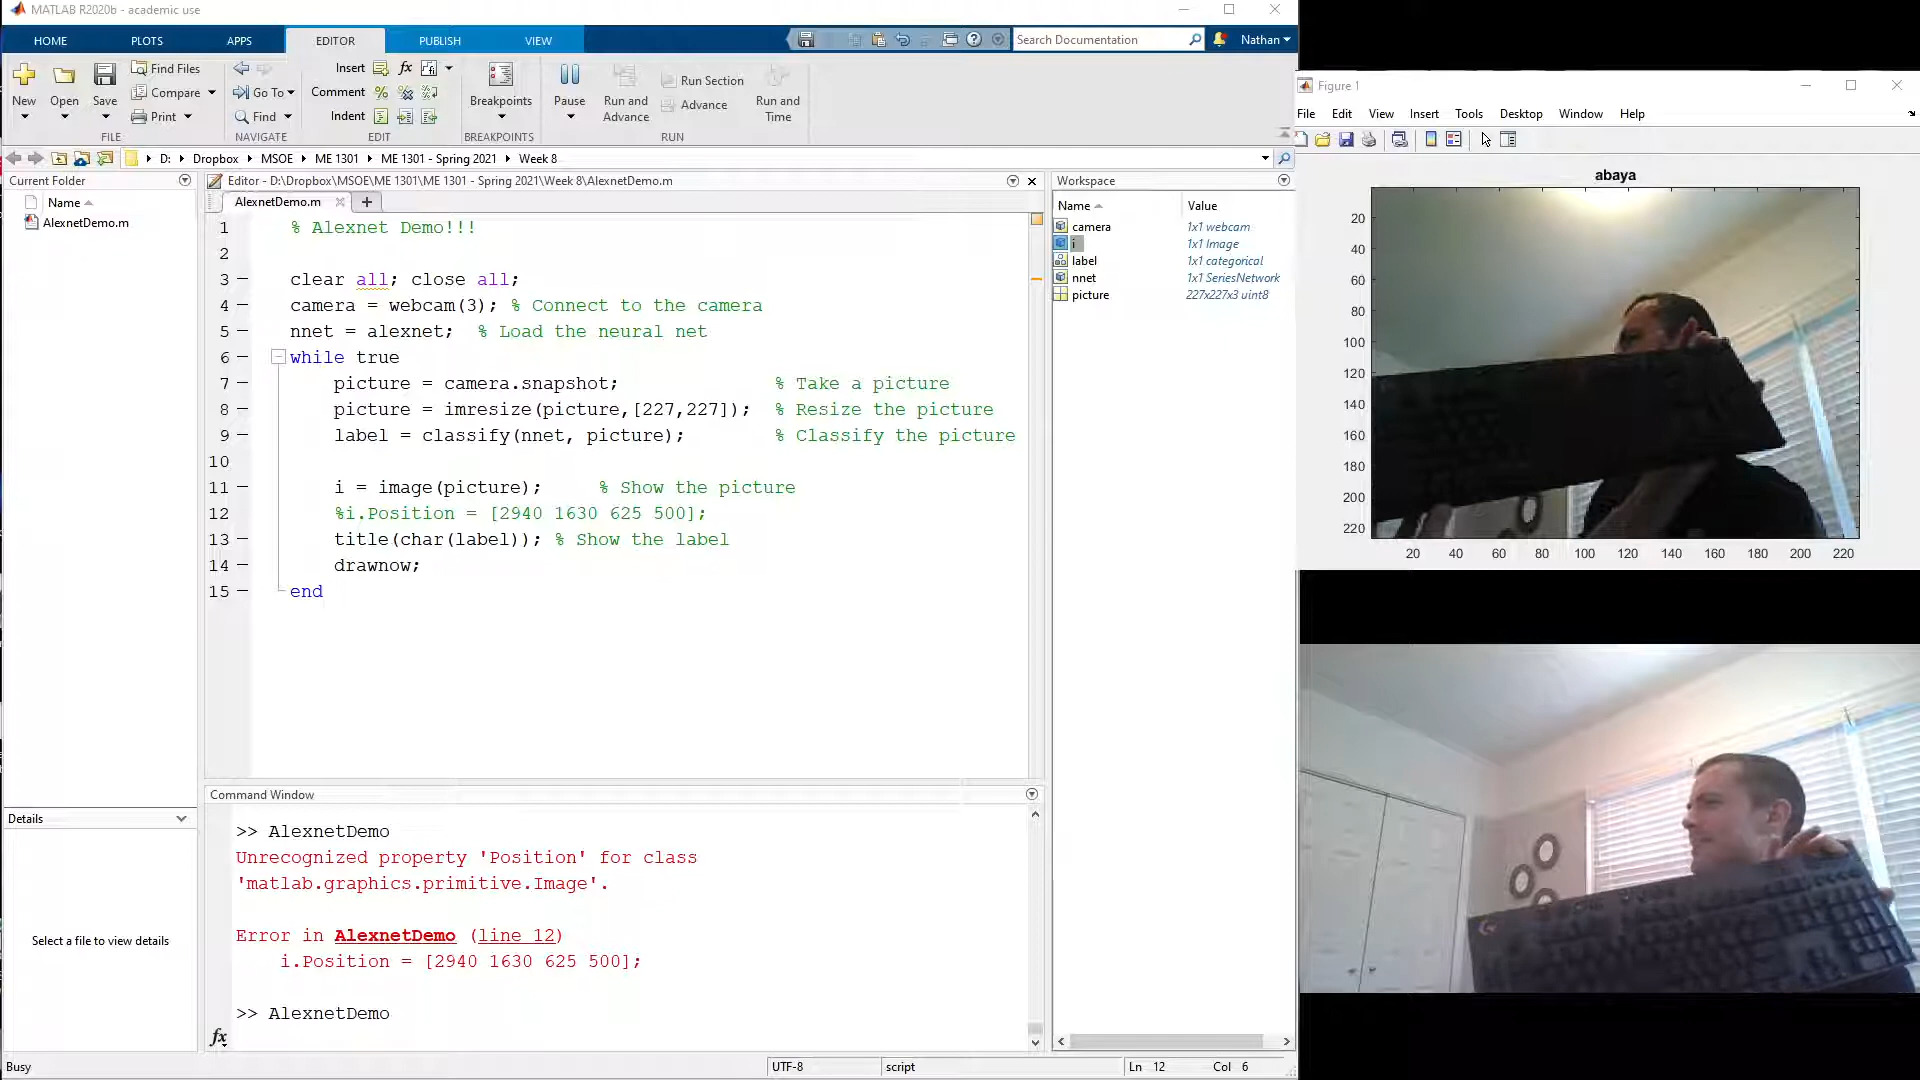 MATLAB R2020b - academic use
HOME PLOTS APPS EDITOR PUBLISH VIEW
Search Documentation
Nathan
New
Open
Save
Find Files
Compare
Print
FILE
Go To
Find
NAVIGATE
Insert
Comment
Indent
EDIT
fx
Breakpoints
BREAKPOINTS
Pause
Run and Advance
Run Section
Advance
Run and Time
RUN
D: Dropbox MSOE ME 1301 ME 1301 - Spring 2021 Week 8
Current Folder
Name
AlexnetDemo.m
Details
Select a file to view details
Editor - D:\Dropbox\MSOE\ME 1301\ME 1301 - Spring 2021\Week 8\AlexnetDemo.m
AlexnetDemo.m
1 % Alexnet Demo!!!
2
3 clear all; close all;
4 camera = webcam(3); % Connect to the camera
5 nnet = alexnet; % Load the neural net
6 while true
7 picture = camera.snapshot; % Take a picture
8 picture = imresize(picture,[227,227]); % Resize the picture
9 label = classify(nnet, picture); % Classify the picture
10
11 i = image(picture); % Show the picture
12 %i.Position = [2940 1630 625 500];
13 title(char(label)); % Show the label
14 drawnow;
15 end
Command Window
>> AlexnetDemo
Unrecognized property 'Position' for class
'matlab.graphics.primitive.Image'.
Error in AlexnetDemo (line 12)
i.Position = [2940 1630 625 500];
>> AlexnetDemo
fx
Workspace
Name Value
camera 1x1 webcam
i 1x1 Image
label 1x1 categorical
nnet 1x1 SeriesNetwork
picture 227x227x3 uint8
Busy
UTF-8
script
Ln 12 Col 6
Figure 1
File Edit View Insert Tools Desktop Window Help
abaya
20
40
60
80
100
120
140
160
180
200
220
20 40 60 80 100 120 140 160 180 200 220